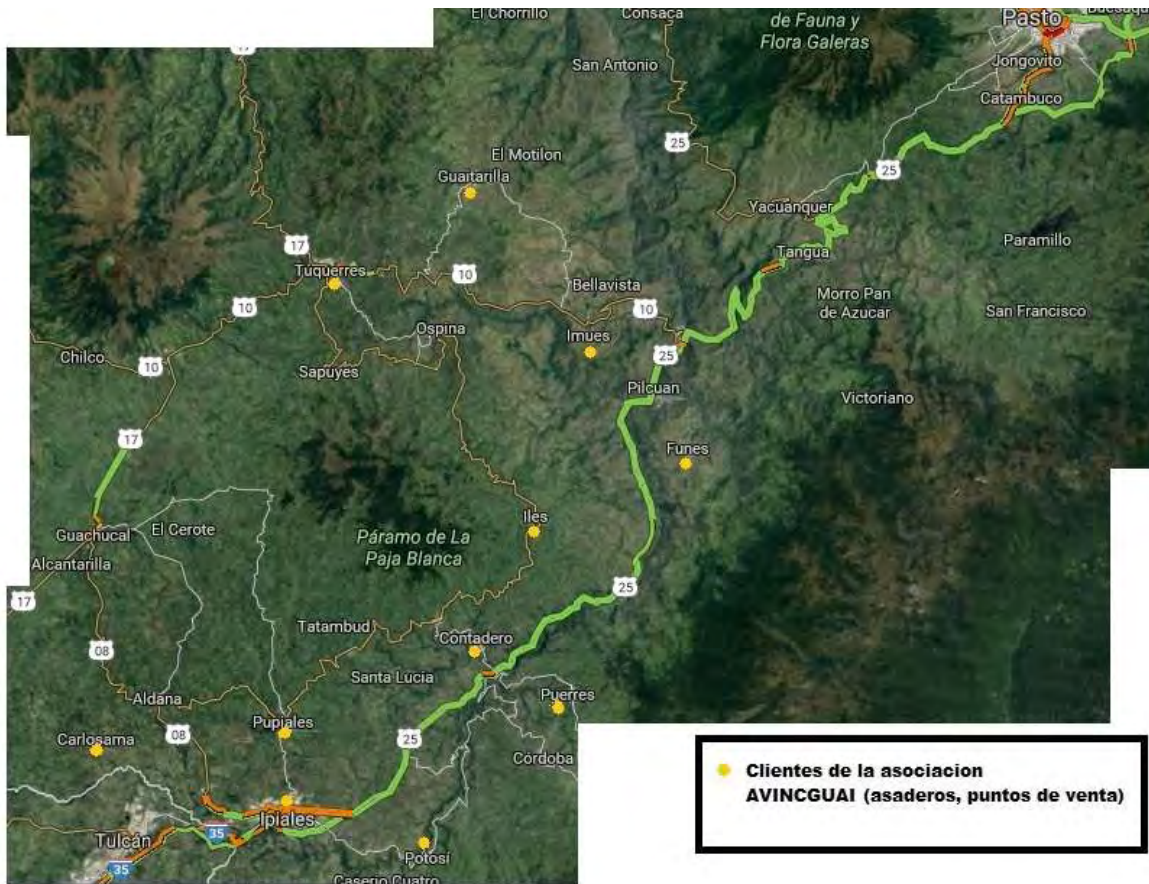 El Chorrillo
Consaca
de Fauna y
Flora Galeras
Pasto
17
San Antonio
Jongovito
Catambuco
25
El Motilon
Guaitarilla
25
Yacuanquer
17
Tangua
Paramillo
Túquerres
10
Bellavista
10
Morro Pan
de Azucar
San Francisco
10
Imues
Ospina
Chilco
10
Sapuyes
25
Pilcuan
Victoriano
17
Funes
Iles
Guachucal
El Cerote
Páramo de La
Paja Blanca
Alcantarilla
17
25
Tatambud
Contadero
08
Santa Lucía
Aldana
Puerres
Pupiales
Carlosama
08
25
Córdoba
Ipiales
35
Tulcán
Potosí
35
Caserio Cuatro
Clientes de la asociacion
AVINCGUAI (asaderos, puntos de venta)